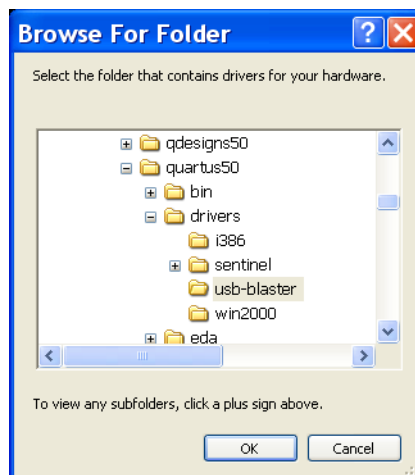 Browse For Folder
Select the folder that contains drivers for your hardware.
qdesigns50
quartus50
bin
drivers
i386
sentinel
usb-blaster
win2000
eda
To view any subfolders, click a plus sign above.
OK
Cancel